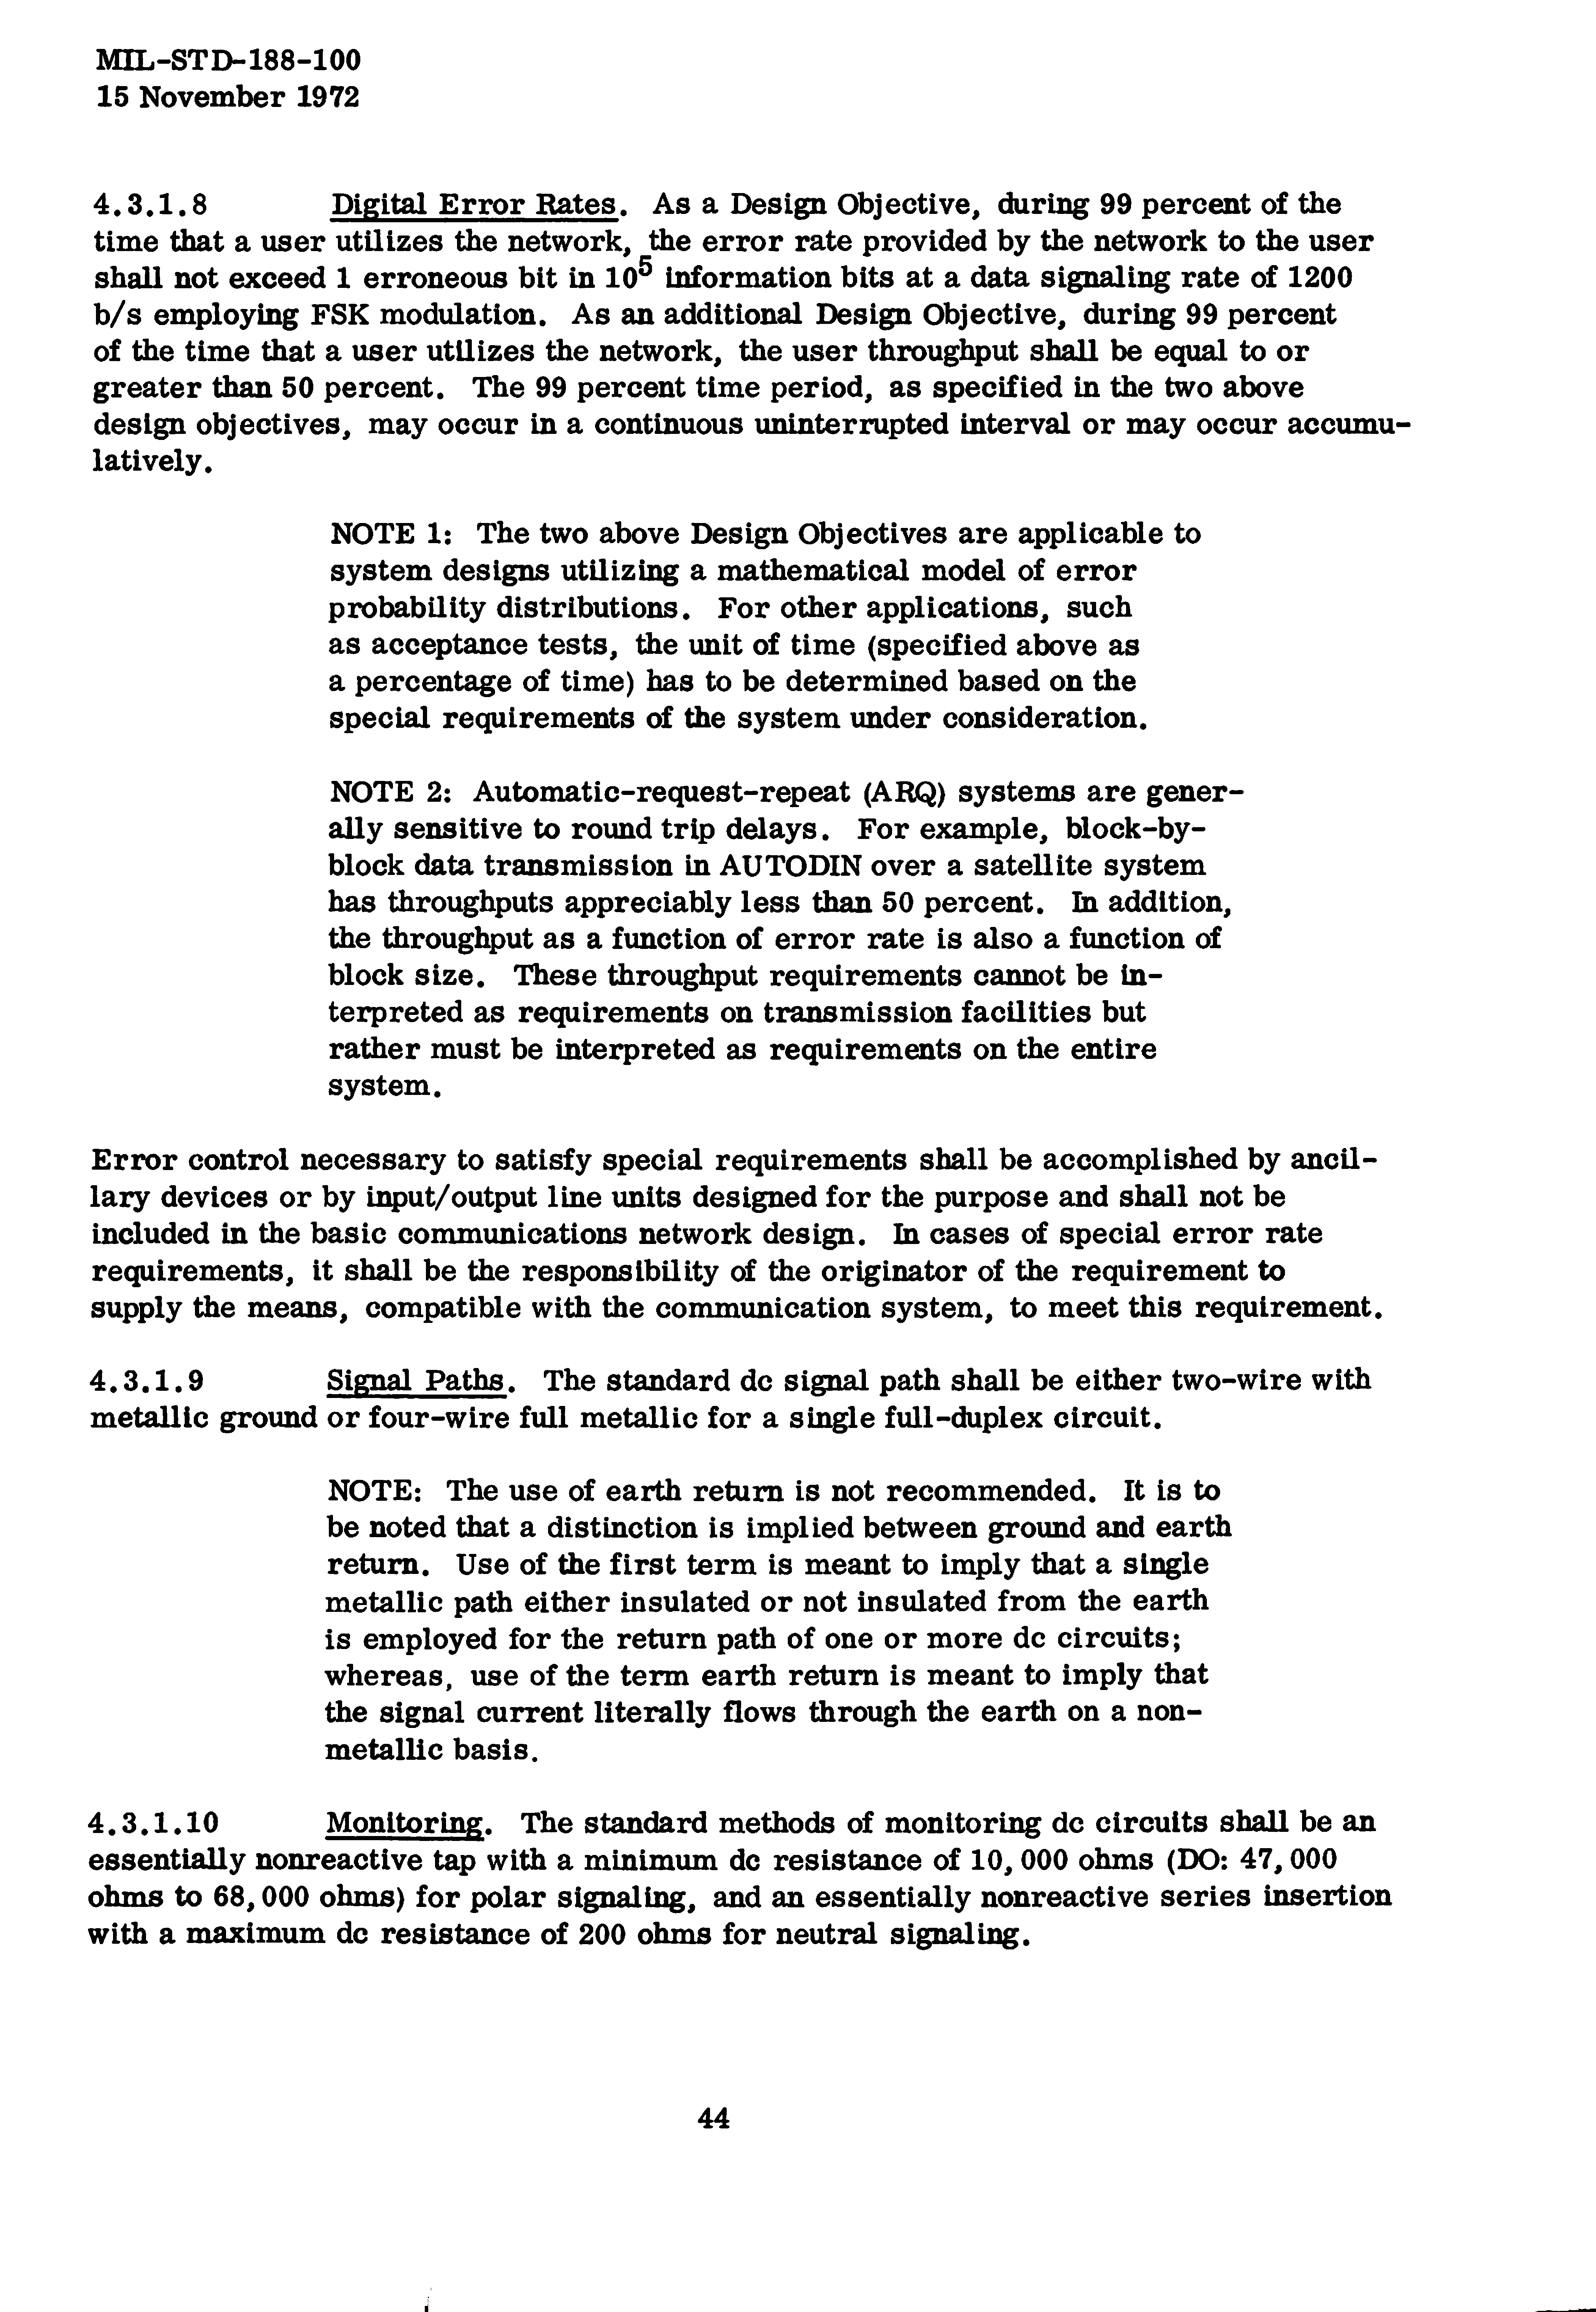 MIL-STD-188-100
15 November 1972
4.3.1.8 Digital Error Rates. As a Design Objective, during 99 percent of the
time that a user utilizes the network, the error rate provided by the network to the user
shall not exceed 1 erroneous bit in 10⁵ information bits at a data signaling rate of 1200
b/s employing FSK modulation. As an additional Design Objective, during 99 percent
of the time that a user utilizes the network, the user throughput shall be equal to or
greater than 50 percent. The 99 percent time period, as specified in the two above
design objectives, may occur in a continuous uninterrupted interval or may occur accumu-
latively.
NOTE 1: The two above Design Objectives are applicable to
system designs utilizing a mathematical model of error
probability distributions. For other applications, such
as acceptance tests, the unit of time (specified above as
a percentage of time) has to be determined based on the
special requirements of the system under consideration.
NOTE 2: Automatic-request-repeat (ARQ) systems are gener-
ally sensitive to round trip delays. For example, block-by-
block data transmission in AUTODIN over a satellite system
has throughputs appreciably less than 50 percent. In addition,
the throughput as a function of error rate is also a function of
block size. These throughput requirements cannot be in-
terpreted as requirements on transmission facilities but
rather must be interpreted as requirements on the entire
system.
Error control necessary to satisfy special requirements shall be accomplished by ancil-
lary devices or by input/output line units designed for the purpose and shall not be
included in the basic communications network design. In cases of special error rate
requirements, it shall be the responsibility of the originator of the requirement to
supply the means, compatible with the communication system, to meet this requirement.
4.3.1.9 Signal Paths. The standard dc signal path shall be either two-wire with
metallic ground or four-wire full metallic for a single full-duplex circuit.
NOTE: The use of earth return is not recommended. It is to
be noted that a distinction is implied between ground and earth
return. Use of the first term is meant to imply that a single
metallic path either insulated or not insulated from the earth
is employed for the return path of one or more dc circuits;
whereas, use of the term earth return is meant to imply that
the signal current literally flows through the earth on a non-
metallic basis.
4.3.1.10 Monitoring. The standard methods of monitoring dc circuits shall be an
essentially nonreactive tap with a minimum dc resistance of 10,000 ohms (DO: 47,000
ohms to 68,000 ohms) for polar signaling, and an essentially nonreactive series insertion
with a maximum dc resistance of 200 ohms for neutral signaling.
44